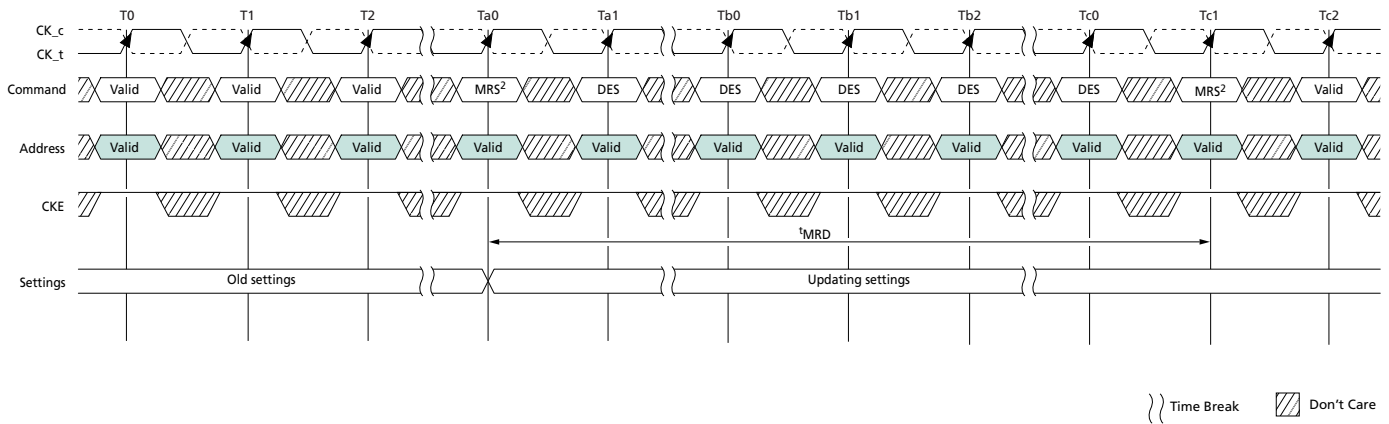 T0 T1 T2 Ta0 Ta1 Tb0 Tb1 Tb2 Tc0 Tc1 Tc2
CK_c
CK_t
Command Valid Valid Valid MRS² DES DES DES DES DES MRS² Valid
Address Valid Valid Valid Valid Valid Valid Valid Valid Valid Valid Valid
CKE
ᵗMRD
Settings Old settings Updating settings
Time Break Don't Care